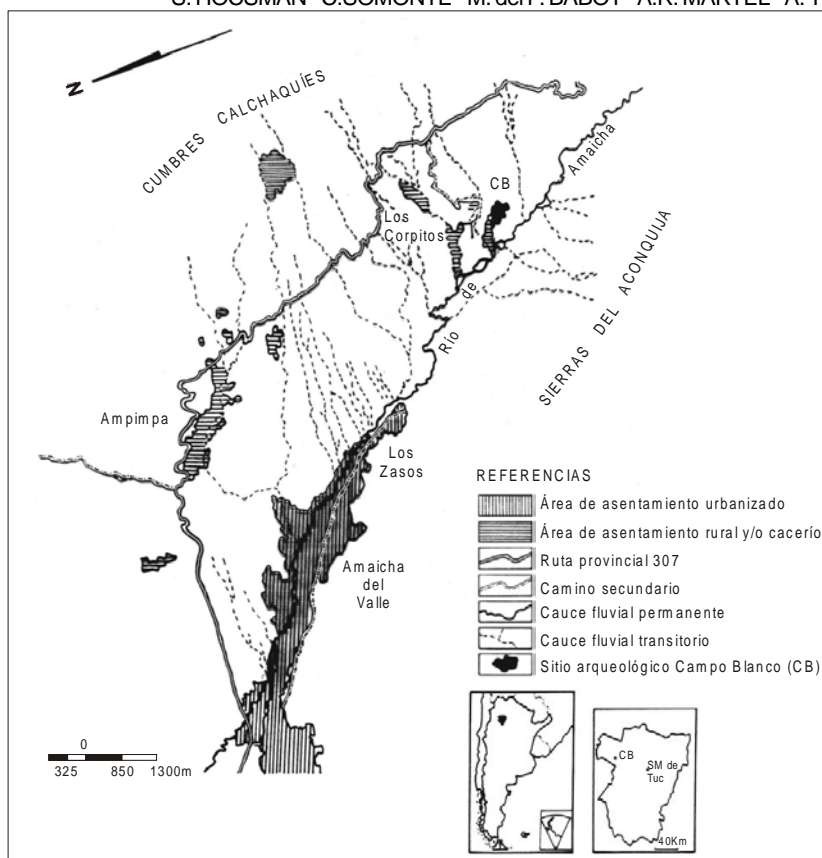 N
CUMBRES CALCHAQUÍES
CB
Amaicha
Los
Corpitos
de
Río
SIERRAS DEL ACONQUIJA
Ampimpa
Los
Zasos
Amaicha
del
Valle
REFERENCIAS
Área de asentamiento urbanizado
Área de asentamiento rural y/o cacerío
Ruta provincial 307
Camino secundario
Cauce fluvial permanente
Cauce fluvial transitorio
Sitio arqueológico Campo Blanco (CB)
0
325 850 1300m
CB
SM de
Tuc
40Km